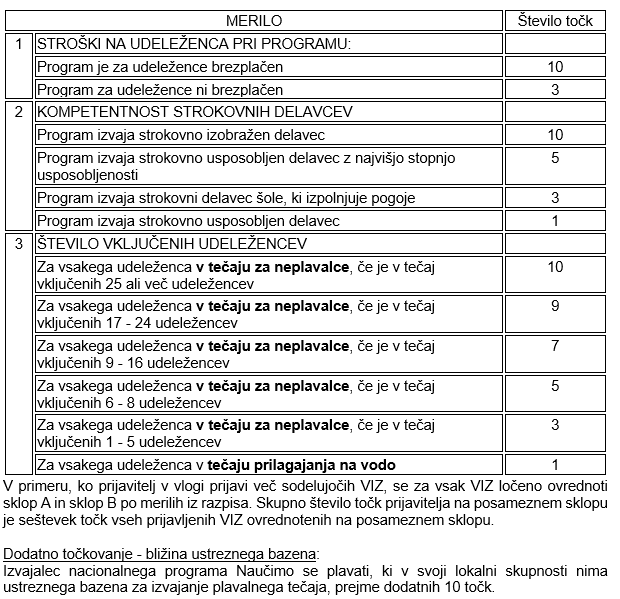 MERILO Število točk
1 STROŠKI NA UDELEŽENCA PRI PROGRAMU:
Program je za udeležence brezplačen 10
Program za udeležence ni brezplačen 3
2 KOMPETENTNOST STROKOVNIH DELAVCEV
Program izvaja strokovno izobražen delavec 10
Program izvaja strokovno usposobljen delavec z najvišjo stopnjo 5
usposobljenosti
Program izvaja strokovni delavec šole, ki izpolnjuje pogoje 3
Program izvaja strokovno usposobljen delavec 1
3 ŠTEVILO VKLJUČENIH UDELEŽENCEV
Za vsakega udeleženca v tečaju za neplavalce, če je v tečaj 10
vključenih 25 ali več udeležencev
Za vsakega udeleženca v tečaju za neplavalce, če je v tečaj 9
vključenih 17 - 24 udeležencev
Za vsakega udeleženca v tečaju za neplavalce, če je v tečaj 7
vključenih 9 - 16 udeležencev
Za vsakega udeleženca v tečaju za neplavalce, če je v tečaj 5
vključenih 6 - 8 udeležencev
Za vsakega udeleženca v tečaju za neplavalce, če je v tečaj 3
vključenih 1 - 5 udeležencev
Za vsakega udeleženca v tečaju prilagajanja na vodo 1
V primeru, ko prijavitelj v vlogi prijavi več sodelujočih VIZ, se za vsak VIZ ločeno ovrednoti
sklop A in sklop B po merilih iz razpisa. Skupno število točk prijavitelja na posameznem sklopu
je seštevek točk vseh prijavljenih VIZ ovrednotenih na posameznem sklopu.
Dodatno točkovanje - bližina ustreznega bazena:
Izvajalec nacionalnega programa Naučimo se plavati, ki v svoji lokalni skupnosti nima
ustreznega bazena za izvajanje plavalnega tečaja, prejme dodatnih 10 točk.